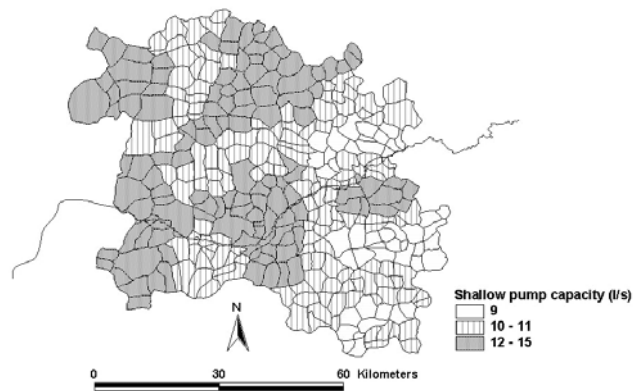 Shallow pump capacity (l/s)
9
10 - 11
12 - 15
N
0 30 60 Kilometers